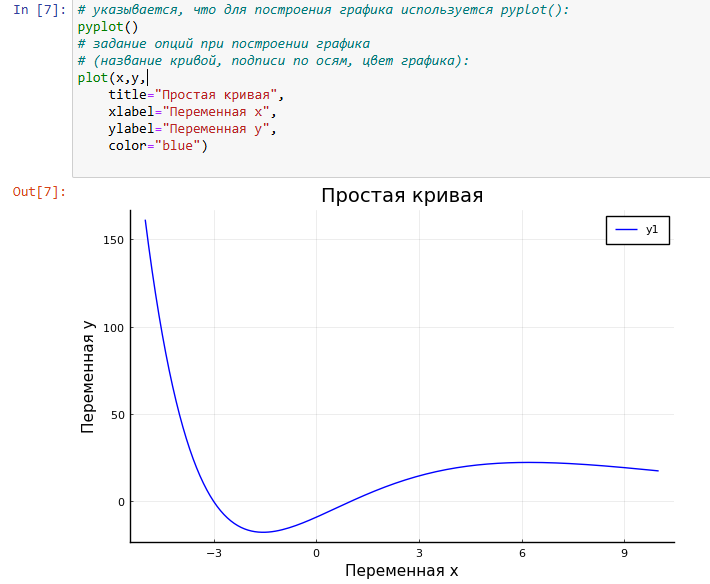 In [7]: # указывается, что для построения графика используется pyplot():
pyplot()
# задание опций при построении графика
# (название кривой, подписи по осям, цвет графика):
plot(x,y,
title="Простая кривая",
xlabel="Переменная x",
ylabel="Переменная y",
color="blue")
Out[7]:
Простая кривая
y1
150
100
50
0
Переменная y
−3 0 3 6 9
Переменная x